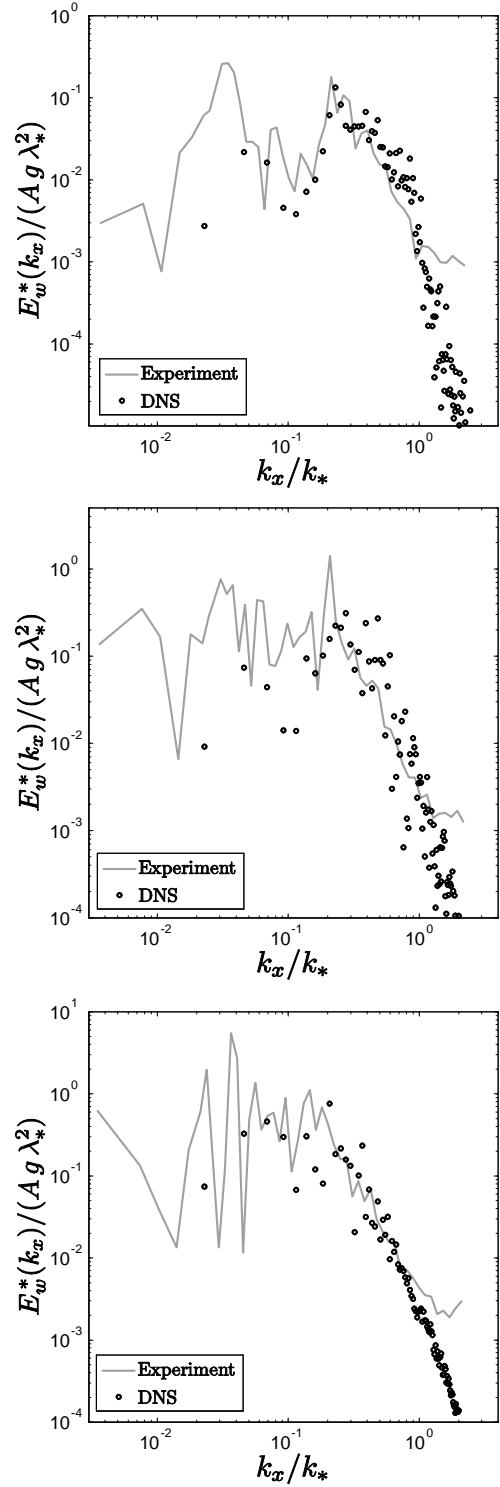 10^0
10^-1
10^-2
10^-3
10^-4
E_w^*(k_x)/(A g λ_*^2)
Experiment
DNS
10^-2 10^-1 10^0
k_x/k_*
10^0
10^-1
10^-2
10^-3
10^-4
E_w^*(k_x)/(A g λ_*^2)
Experiment
DNS
10^-2 10^-1 10^0
k_x/k_*
10^1
10^0
10^-1
10^-2
10^-3
10^-4
E_w^*(k_x)/(A g λ_*^2)
Experiment
DNS
10^-2 10^-1 10^0
k_x/k_*